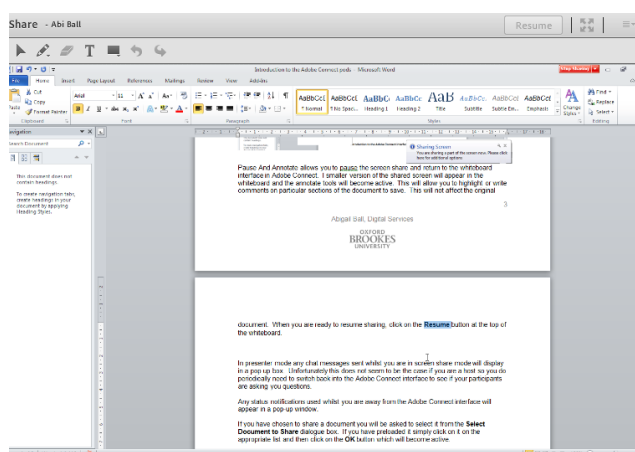 Share - Abi Ball
Resume
T
Introduction to the Adobe Connect pods - Microsoft Word
Stop Sharing
File Home Insert Page Layout References Mailings Review View Add-Ins
Cut
Copy
Paste Format Painter
Clipboard
Arial 11
Font
Paragraph
AaBbCcI AaBbCcI AaBbC AaBbCc AaB AaBbCc. AaBbCcI AaBbCcI
Normal No Spac... Heading 1 Heading 2 Title Subtitle Subtle Em... Emphasis
Styles
Change Styles
Find
Replace
Select
Editing
Navigation
Search Document
This document does not
contain headings.
To create navigation tabs,
create headings in your
document by applying
Heading Styles.
Sharing Screen
You are sharing a part of the screen now. Please click
here for additional options.
Pause And Annotate allows you to pause the screen share and return to the whiteboard
interface in Adobe Connect. I smaller version of the shared screen will appear in the
whiteboard and the annotate tools will become active. This will allow you to highlight or write
comments on particular sections of the document to save. This will not affect the original
3
Abigail Ball, Digital Services
OXFORD
BROOKES
UNIVERSITY
document. When you are ready to resume sharing, click on the Resume button at the top of
the whiteboard.
In presenter mode any chat messages sent whilst you are in screen share mode will display
in a pop up box. Unfortunately this does not seem to be the case if you are a host so you do
periodically need to switch back into the Adobe Connect interface to see if your participants
are asking you questions.
Any status notifications used whilst you are away from the Adobe Connect interface will
appear in a pop-up window.
If you have chosen to share a document you will be asked to select it from the Select
Document to Share dialogue box. If you have preloaded it simply click on it on the
appropriate list and then click on the OK button which will become active.